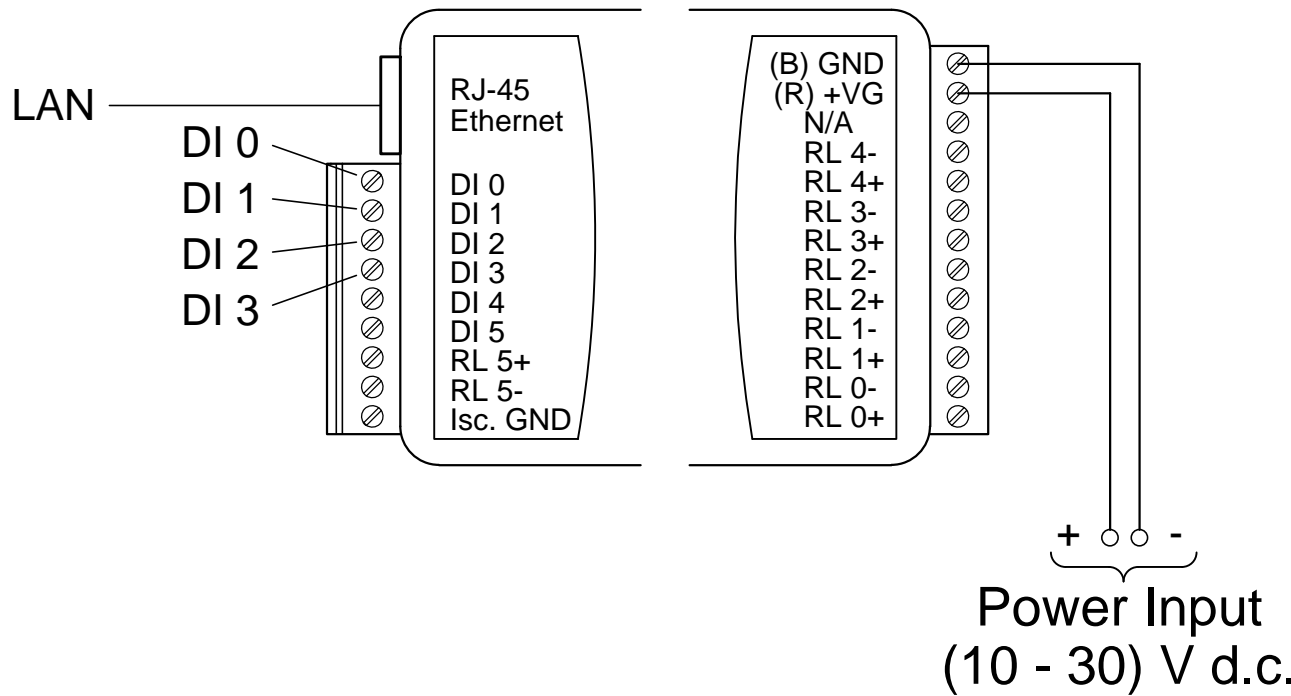 LAN
DI 0
DI 1
DI 2
DI 3
RJ-45
Ethernet
DI 0
DI 1
DI 2
DI 3
DI 4
DI 5
RL 5+
RL 5-
Isc. GND
(B) GND
(R) +VG
N/A
RL 4-
RL 4+
RL 3-
RL 3+
RL 2-
RL 2+
RL 1-
RL 1+
RL 0-
RL 0+
+ -
Power Input
(10 - 30) V d.c.